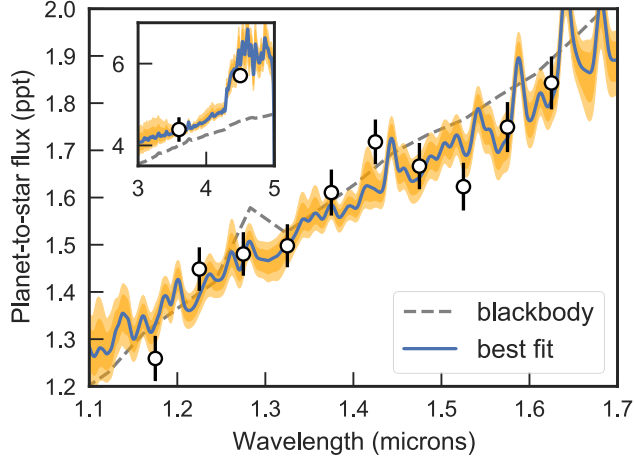 2.0
1.9
1.8
1.7
1.6
1.5
1.4
1.3
1.2
Planet-to-star flux (ppt)
6
4
3 4 5
blackbody
best fit
1.1 1.2 1.3 1.4 1.5 1.6 1.7
Wavelength (microns)